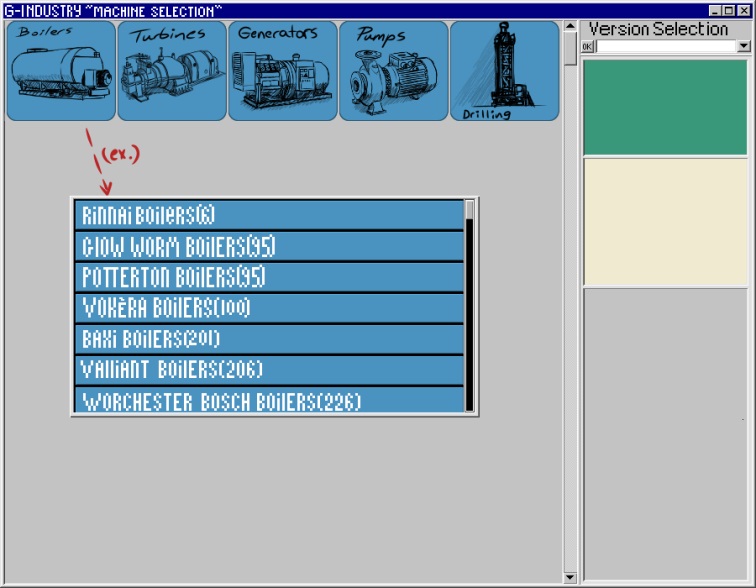 G-INDUSTRY "MACHINE SELECTION"
Boilers
Turbines
Generators
Pumps
Drilling
Version Selection
OK
(ex.)
RiNNAi BOilERS(6)
GlOW WORM BOilERS(95)
POTTERTON BOilERS(95)
VOKÈRA BOilERS(100)
BAXi BOilERS(201)
VAlliANT BOilERS(206)
WORCHESTER BOSCH BOilERS(226)